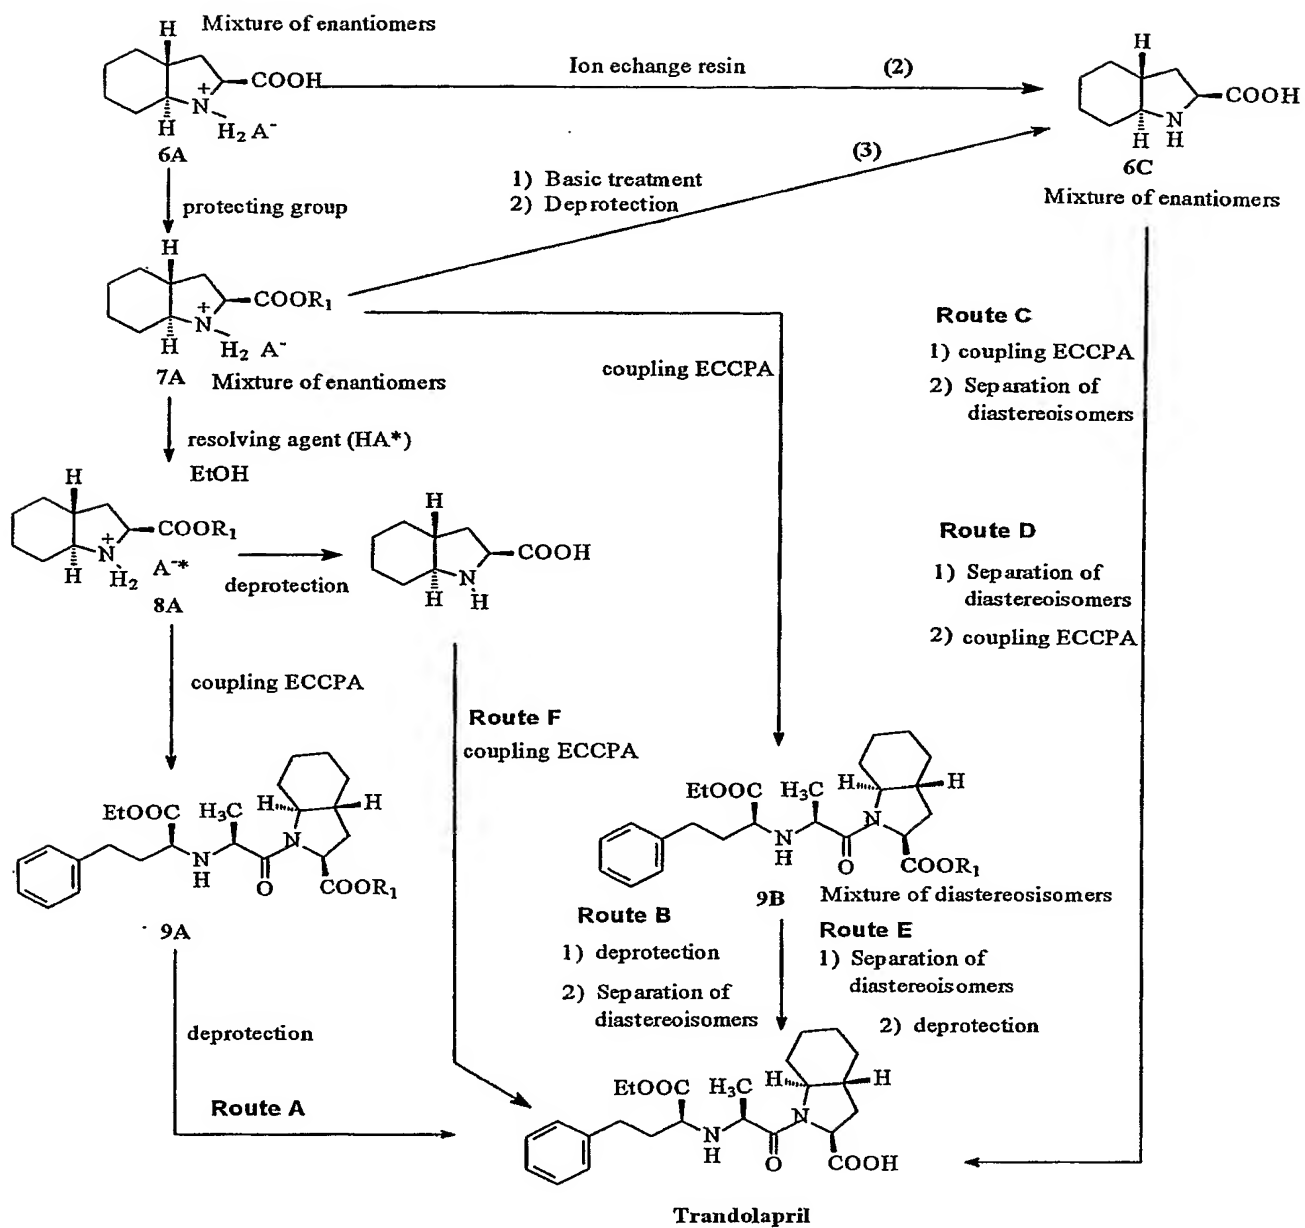 Mixture of enantiomers
H
COOH
N
+
H
H₂ A⁻
6A
Ion echange resin (2)
H
COOH
N
H H
6C
Mixture of enantiomers
(3)
1) Basic treatment
2) Deprotection
protecting group
H
COOR₁
N
+
H
H₂ A⁻
7A Mixture of enantiomers
coupling ECCPA
Route C
1) coupling ECCPA
2) Separation of
diastereoisomers
resolving agent (HA*)
EtOH
H
COOR₁
N
+
H
H₂ A⁻*
8A
deprotection
H
COOH
N
H H
Route D
1) Separation of
diastereoisomers
2) coupling ECCPA
coupling ECCPA
Route F
coupling ECCPA
EtOOC H₃C H H
N
N
H
O
COOR₁
9A
EtOOC H₃C H H
N
N
H
O
COOR₁
9B Mixture of diastereosisomers
Route B
1) deprotection
2) Separation of
diastereoisomers
Route E
1) Separation of
diastereoisomers
2) deprotection
deprotection
Route A
EtOOC H₃C H H
N
N
H
O
COOH
Trandolapril